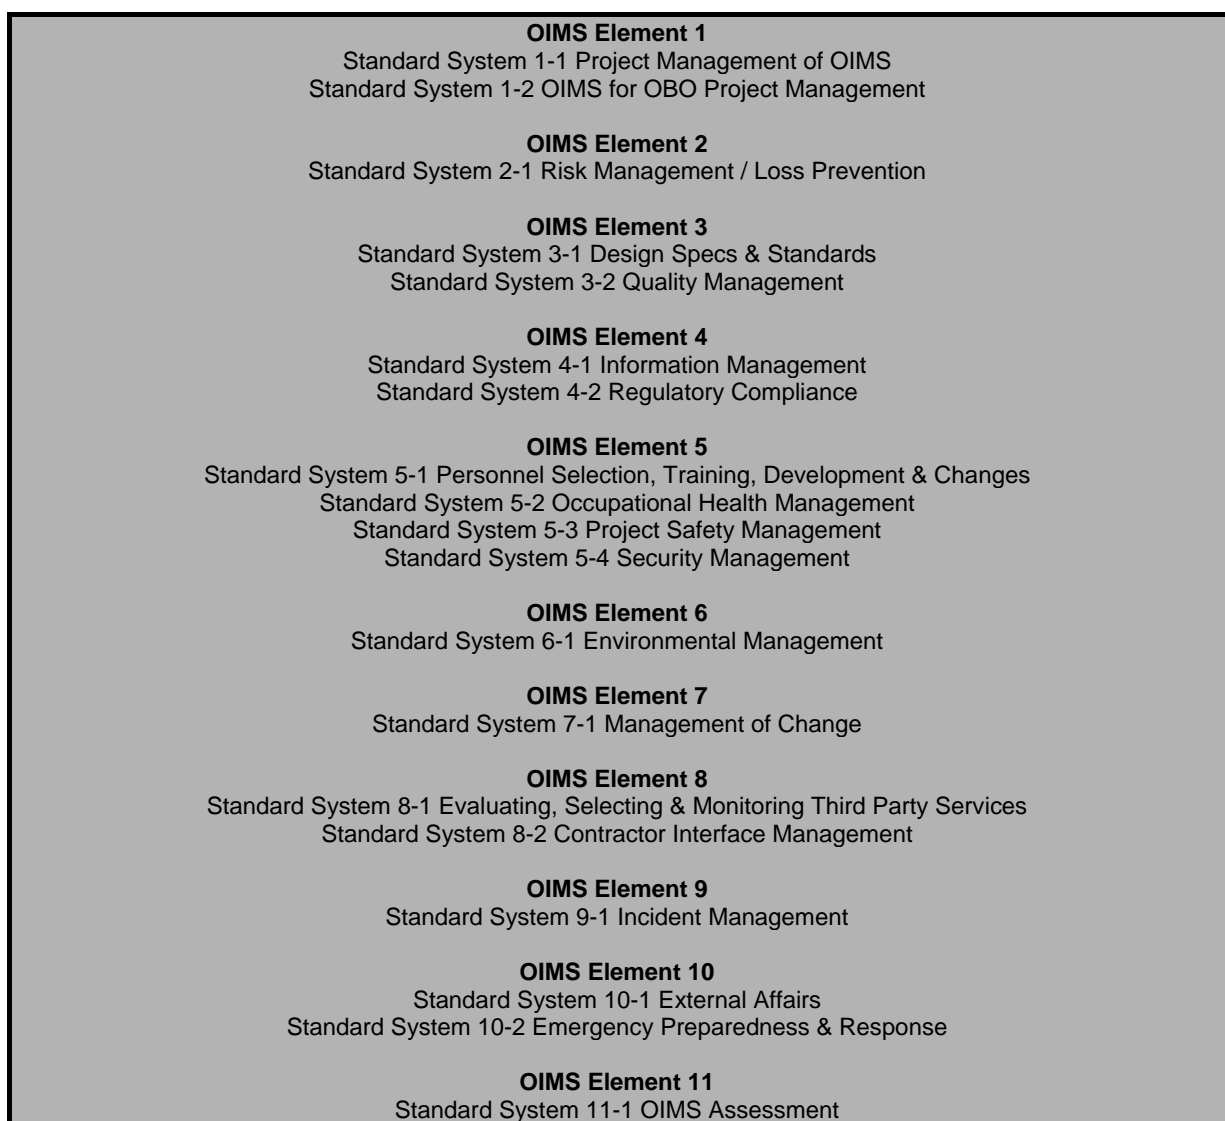 OIMS Element 1
Standard System 1-1 Project Management of OIMS
Standard System 1-2 OIMS for OBO Project Management
OIMS Element 2
Standard System 2-1 Risk Management / Loss Prevention
OIMS Element 3
Standard System 3-1 Design Specs & Standards
Standard System 3-2 Quality Management
OIMS Element 4
Standard System 4-1 Information Management
Standard System 4-2 Regulatory Compliance
OIMS Element 5
Standard System 5-1 Personnel Selection, Training, Development & Changes
Standard System 5-2 Occupational Health Management
Standard System 5-3 Project Safety Management
Standard System 5-4 Security Management
OIMS Element 6
Standard System 6-1 Environmental Management
OIMS Element 7
Standard System 7-1 Management of Change
OIMS Element 8
Standard System 8-1 Evaluating, Selecting & Monitoring Third Party Services
Standard System 8-2 Contractor Interface Management
OIMS Element 9
Standard System 9-1 Incident Management
OIMS Element 10
Standard System 10-1 External Affairs
Standard System 10-2 Emergency Preparedness & Response
OIMS Element 11
Standard System 11-1 OIMS Assessment